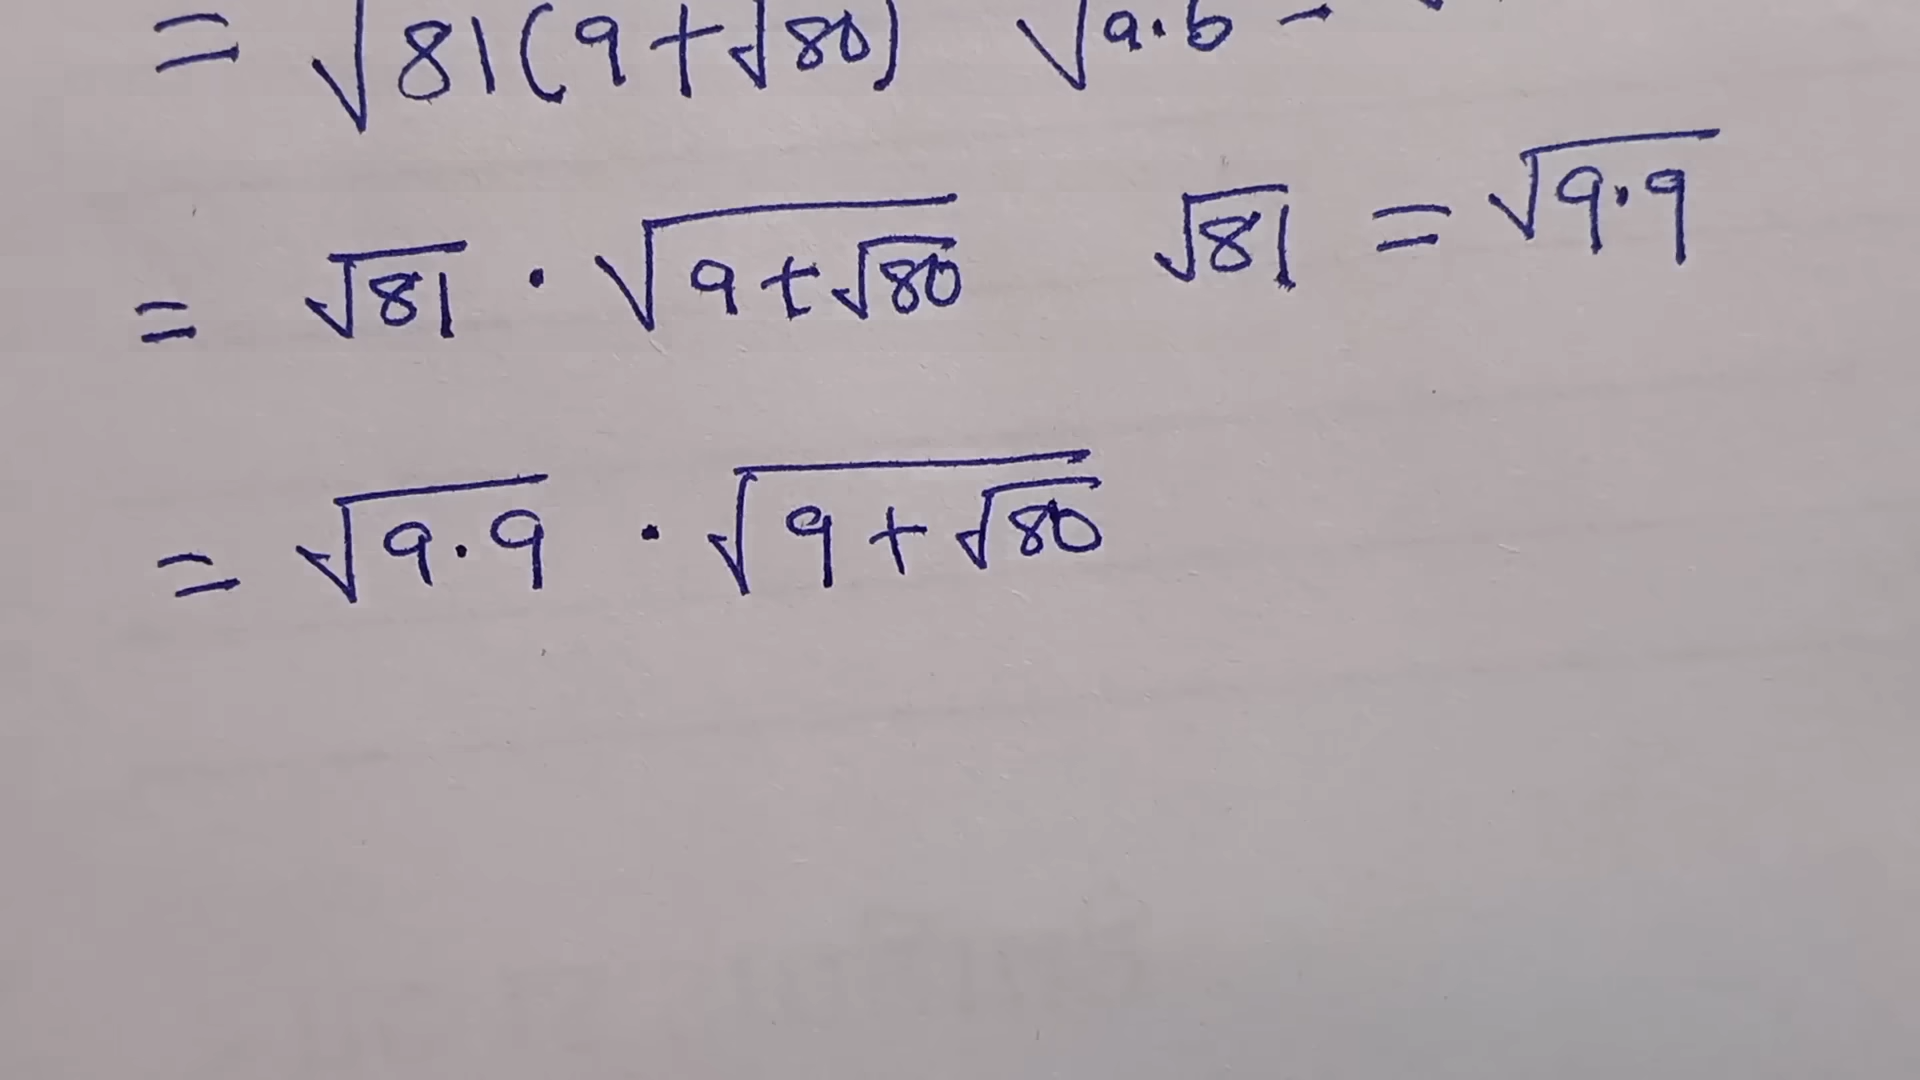 = √81(9+√80) √a.b =
= √81 · √9+√80 √81 = √9.9
= √9.9 · √9+√80